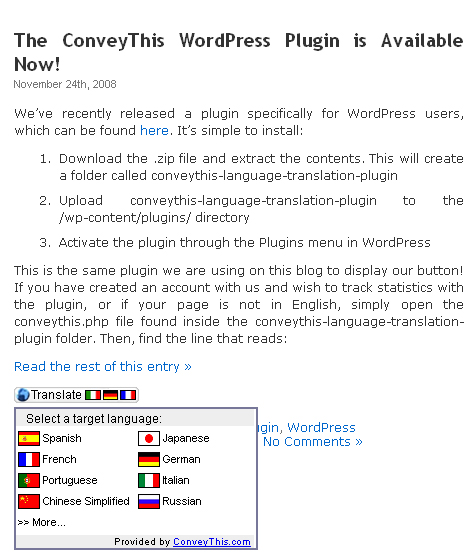 The ConveyThis WordPress Plugin is Available
Now!
November 24th, 2008
We've recently released a plugin specifically for WordPress users,
which can be found here. It's simple to install:
1. Download the .zip file and extract the contents. This will create
a folder called conveythis-language-translation-plugin
2. Upload conveythis-language-translation-plugin to the
/wp-content/plugins/ directory
3. Activate the plugin through the Plugins menu in WordPress
This is the same plugin we are using on this blog to display our button!
If you have created an account with us and wish to track statistics with
the plugin, or if your page is not in English, simply open the
conveythis.php file found inside the conveythis-language-translation-
plugin folder. Then, find the line that reads:
Read the rest of this entry »
Translate
Select a target language:
Spanish Japanese
French German
Portuguese Italian
Chinese Simplified Russian
>> More...
Provided by ConveyThis.com
gin, WordPress
No Comments »